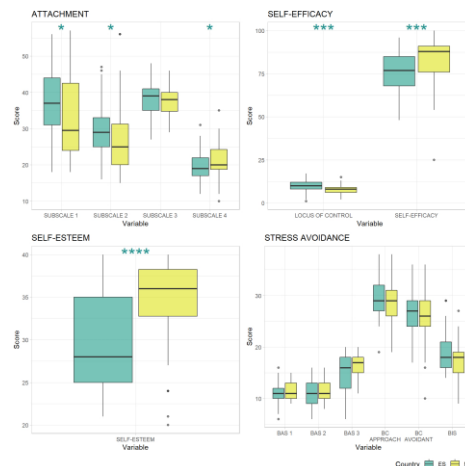 ATTACHMENT
* * *
Score
50
40
30
20
10
SUBSCALE 1 SUBSCALE 2 SUBSCALE 3 SUBSCALE 4
Variable
SELF-EFFICACY
*** ***
Score
100
75
50
25
0
LOCUS OF CONTROL SELF-EFFICACY
Variable
SELF-ESTEEM
****
Score
40
35
30
25
20
SELF-ESTEEM
Variable
STRESS AVOIDANCE
Score
30
20
10
BAS 1 BAS 2 BAS 3 BC BC BIS
APPROACH AVOIDANT
Variable
Country ES